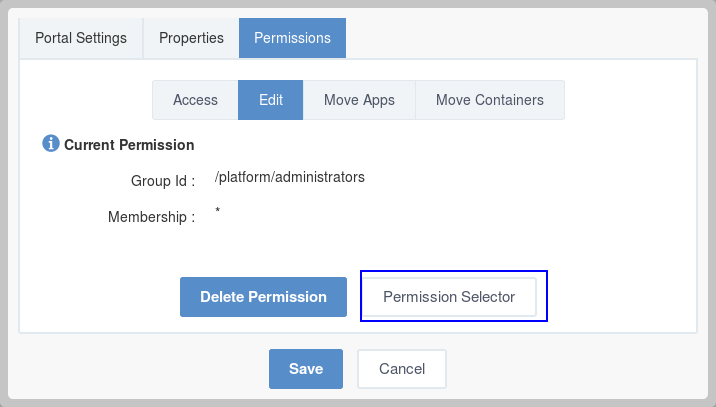 Portal Settings Properties Permissions
Access Edit Move Apps Move Containers
Current Permission
Group Id : /platform/administrators
Membership : *
Delete Permission Permission Selector
Save Cancel